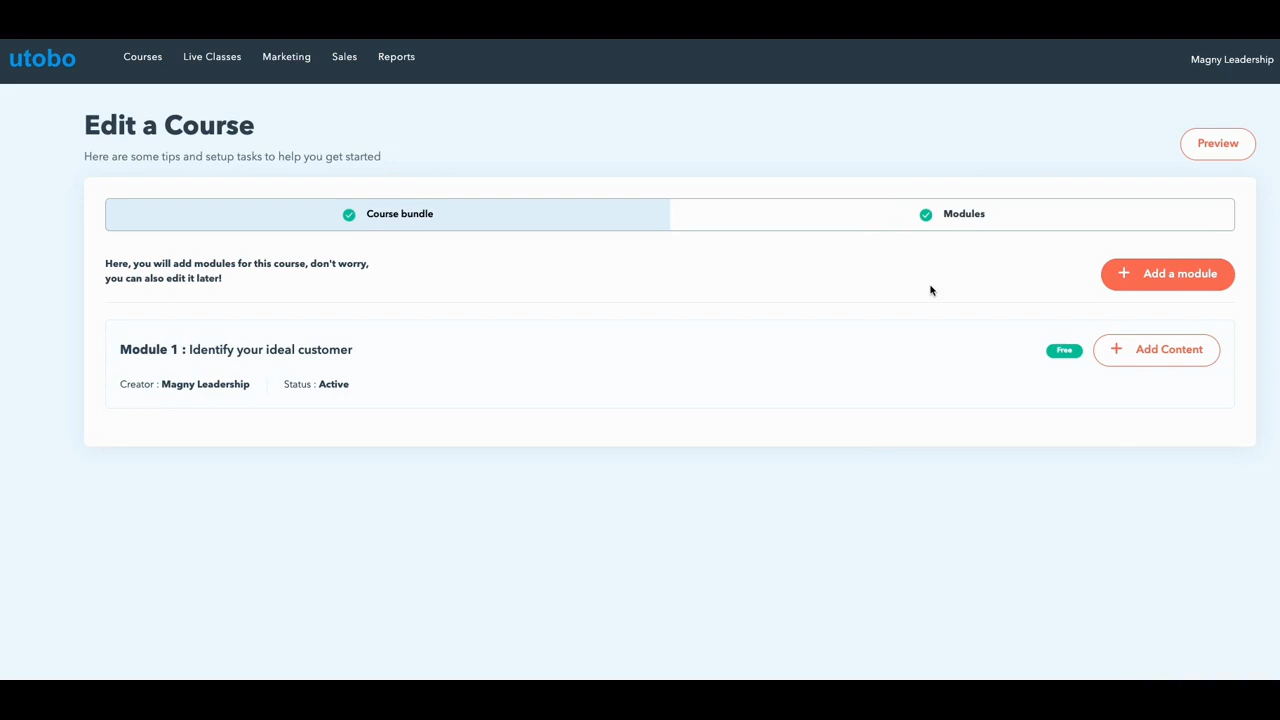 utobo
Courses
Live Classes
Marketing
Sales
Reports
Magny Leadership
Edit a Course
Here are some tips and setup tasks to help you get started
Preview
Course bundle
Modules
Here, you will add modules for this course, don't worry,
you can also edit it later!
+ Add a module
Module 1 : Identify your ideal customer
Free
+ Add Content
Creator : Magny Leadership
Status : Active